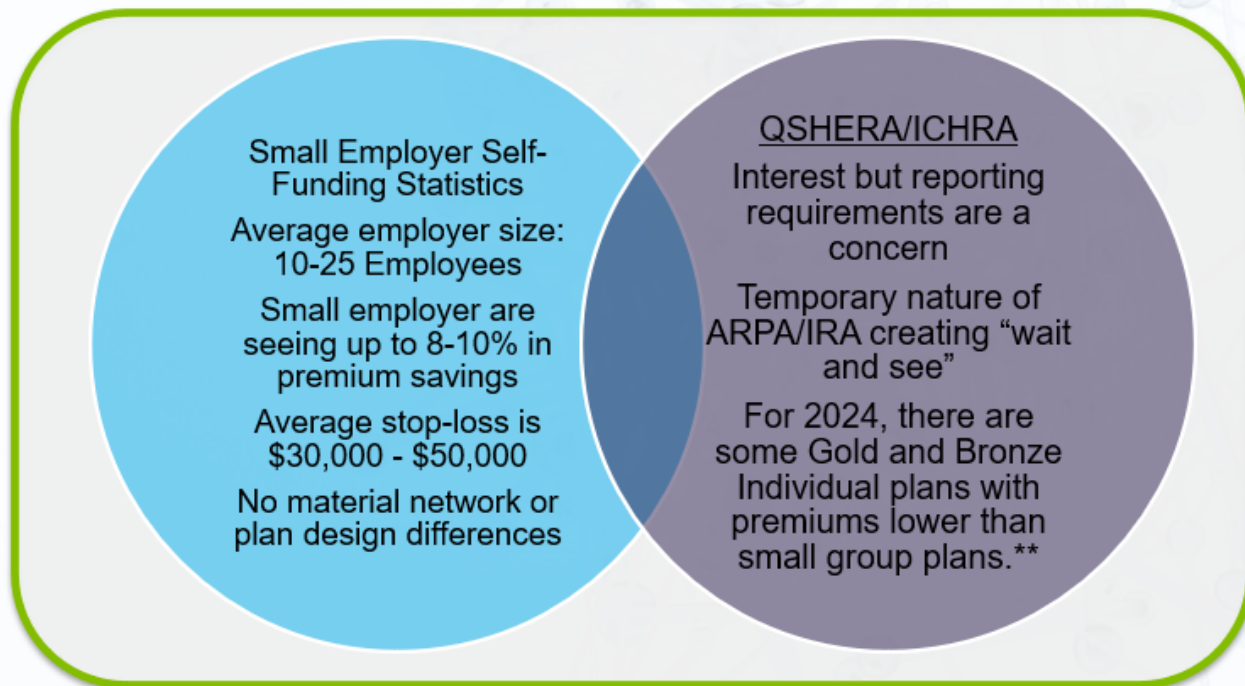 Small Employer Self-
Funding Statistics
Average employer size:
10-25 Employees
Small employer are
seeing up to 8-10% in
premium savings
Average stop-loss is
$30,000 - $50,000
No material network or
plan design differences
QSHERA/ICHRA
Interest but reporting
requirements are a
concern
Temporary nature of
ARPA/IRA creating “wait
and see”
For 2024, there are
some Gold and Bronze
Individual plans with
premiums lower than
small group plans.**